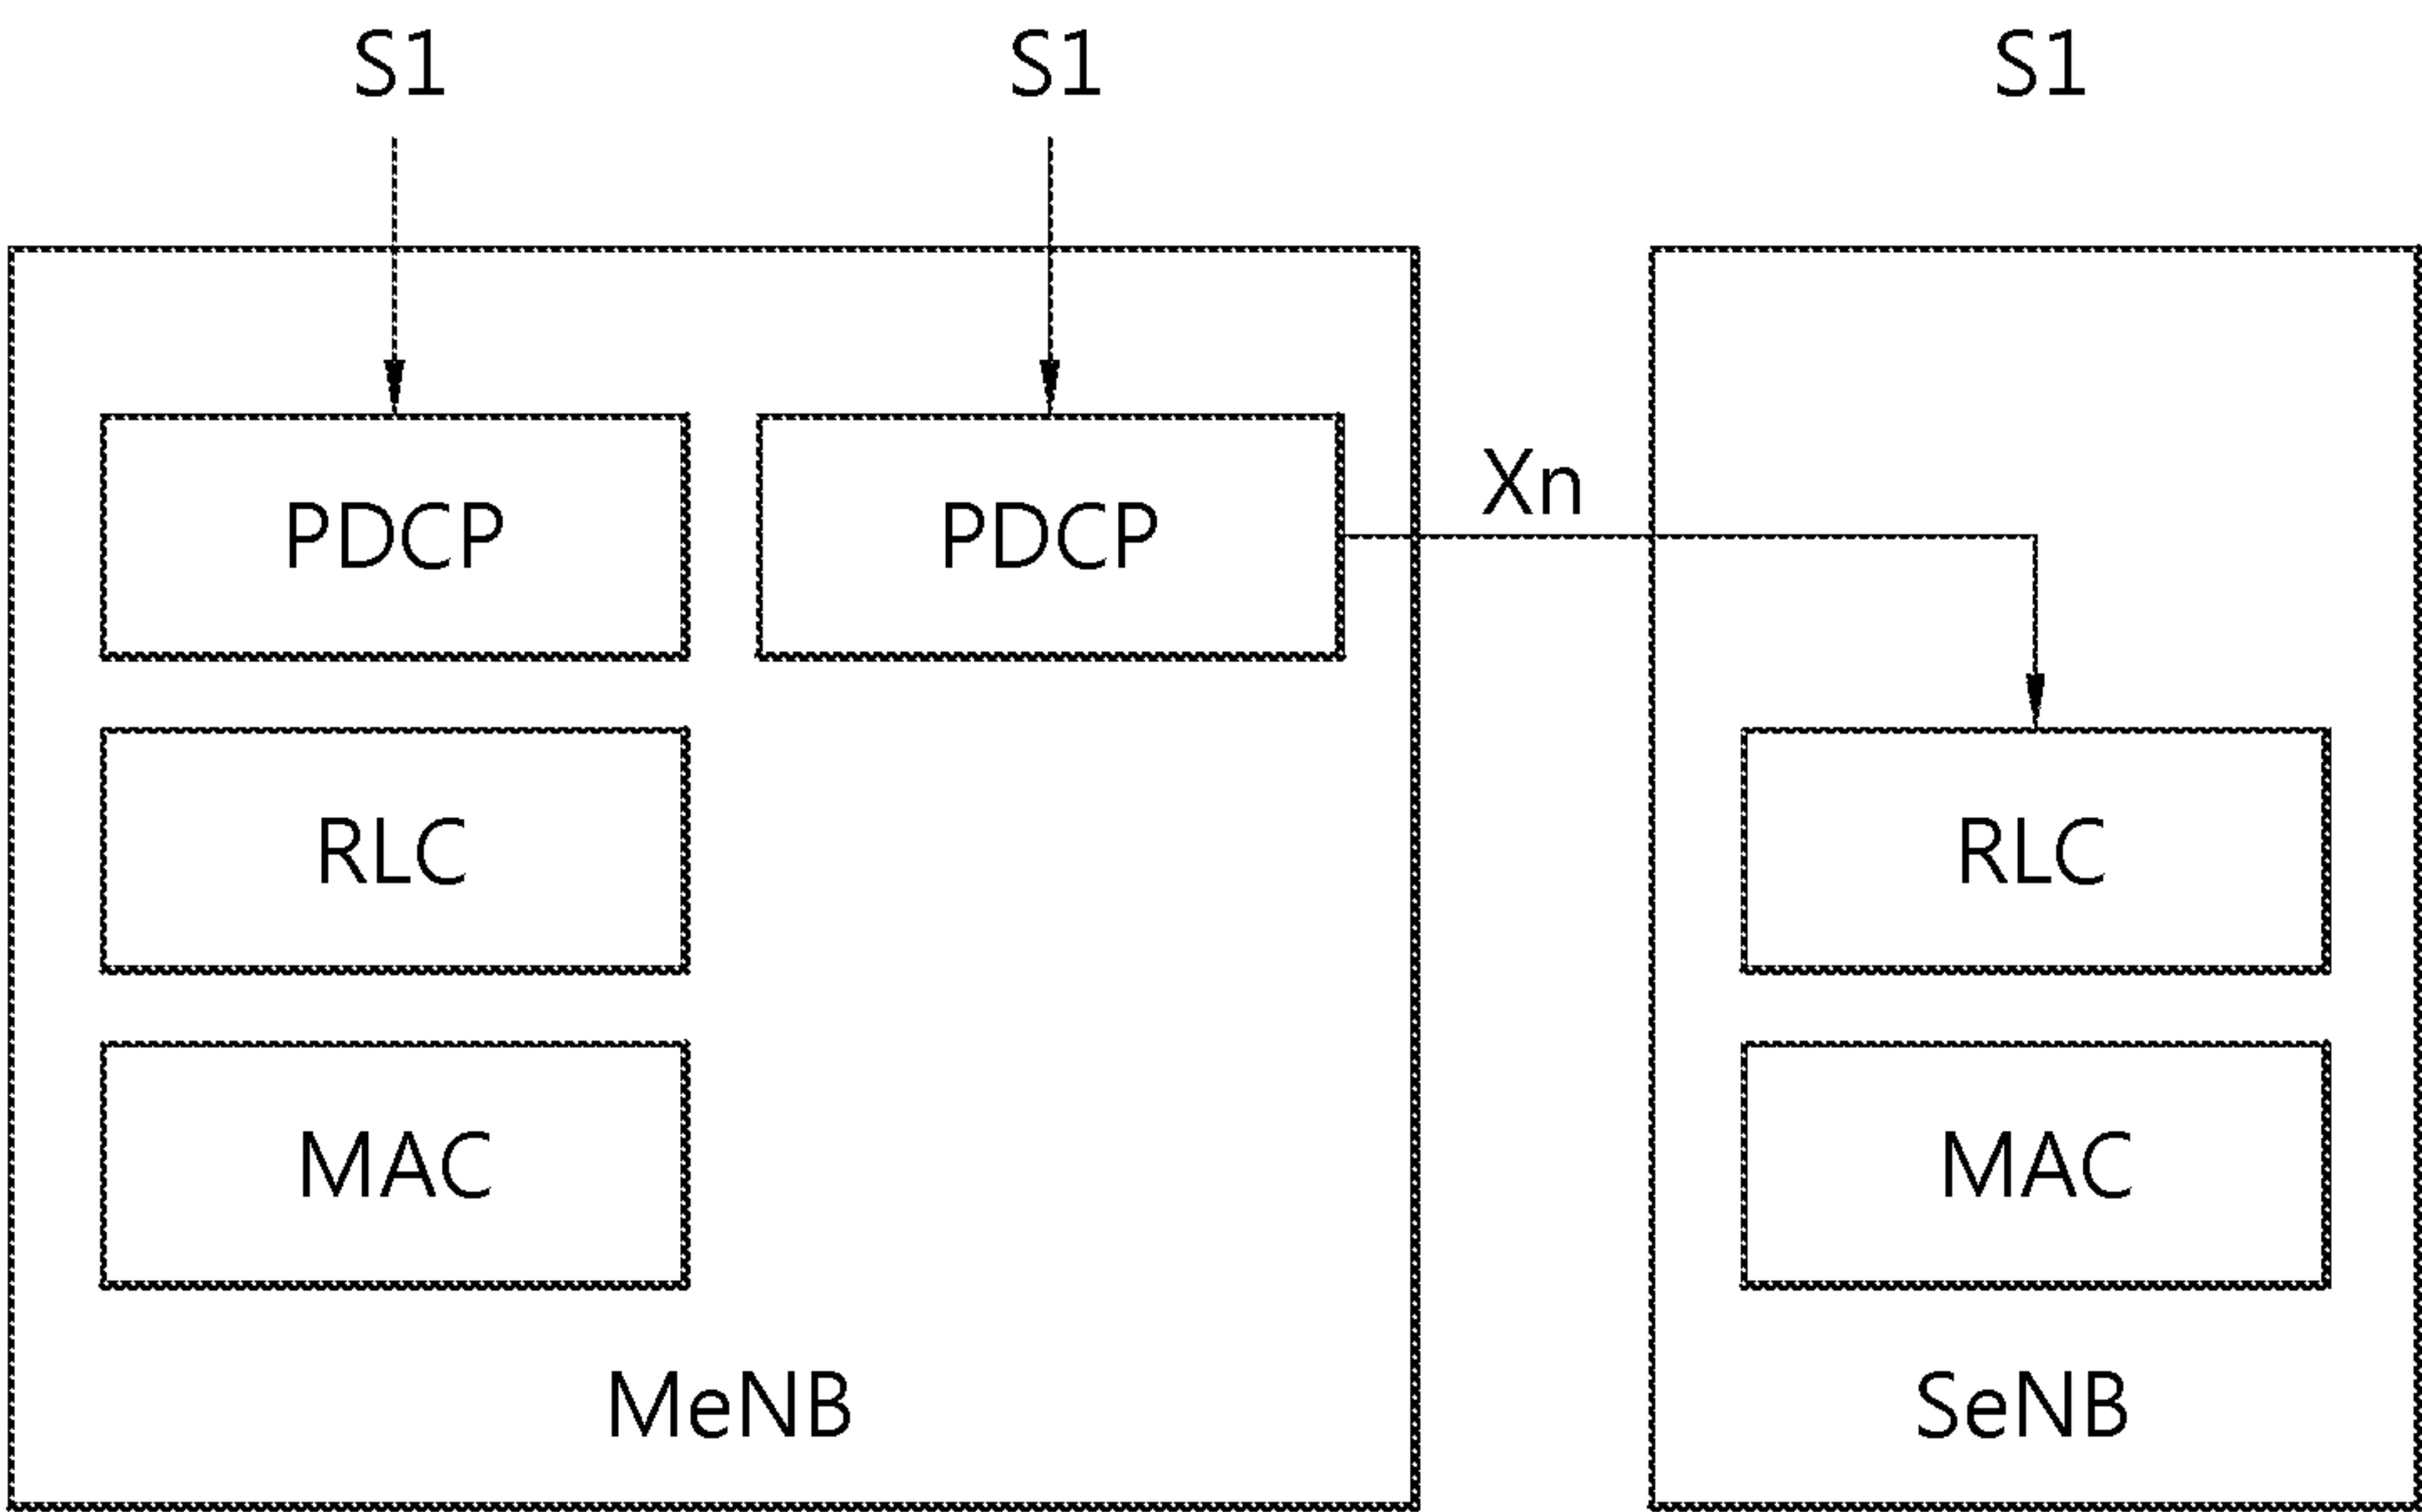 S1 S1 S1
Xn
PDCP PDCP
RLC RLC
MAC MAC
MeNB SeNB